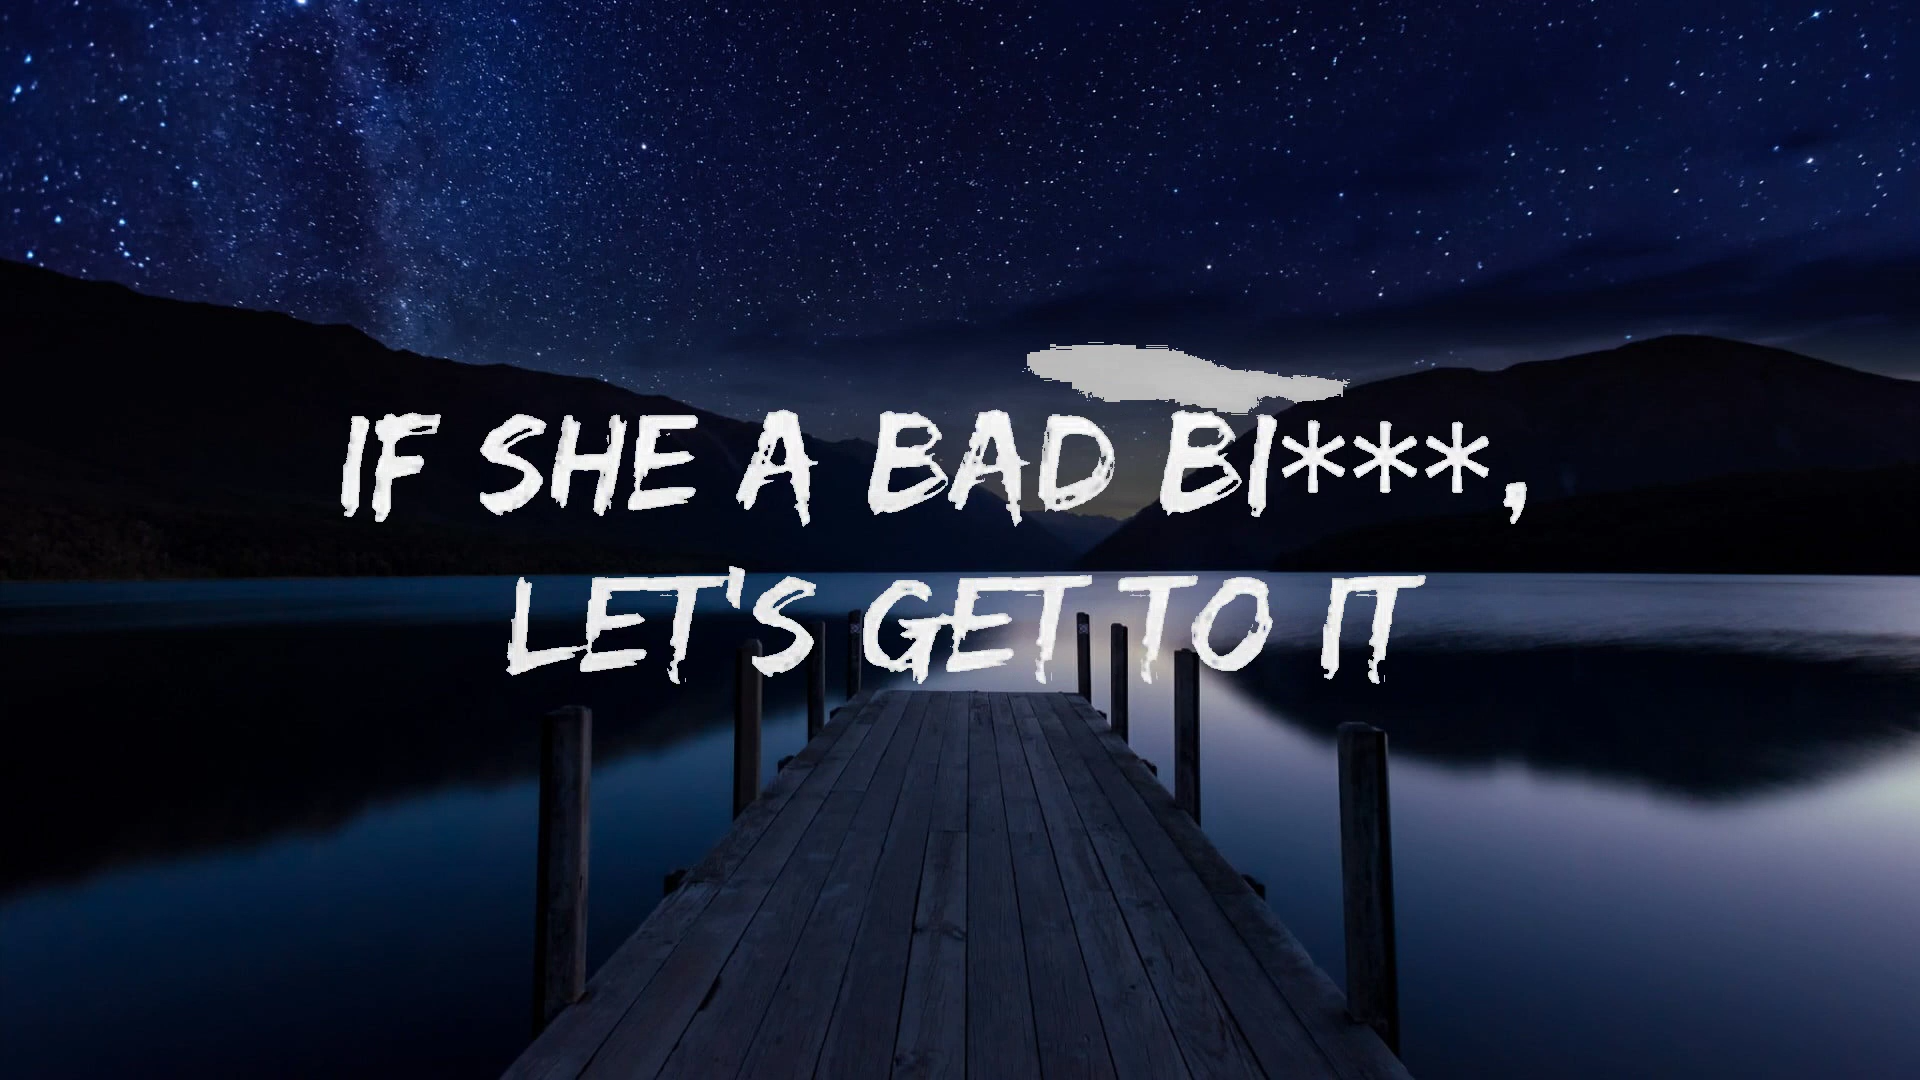 IF SHE A BAD BI***,
LET'S GET TO IT